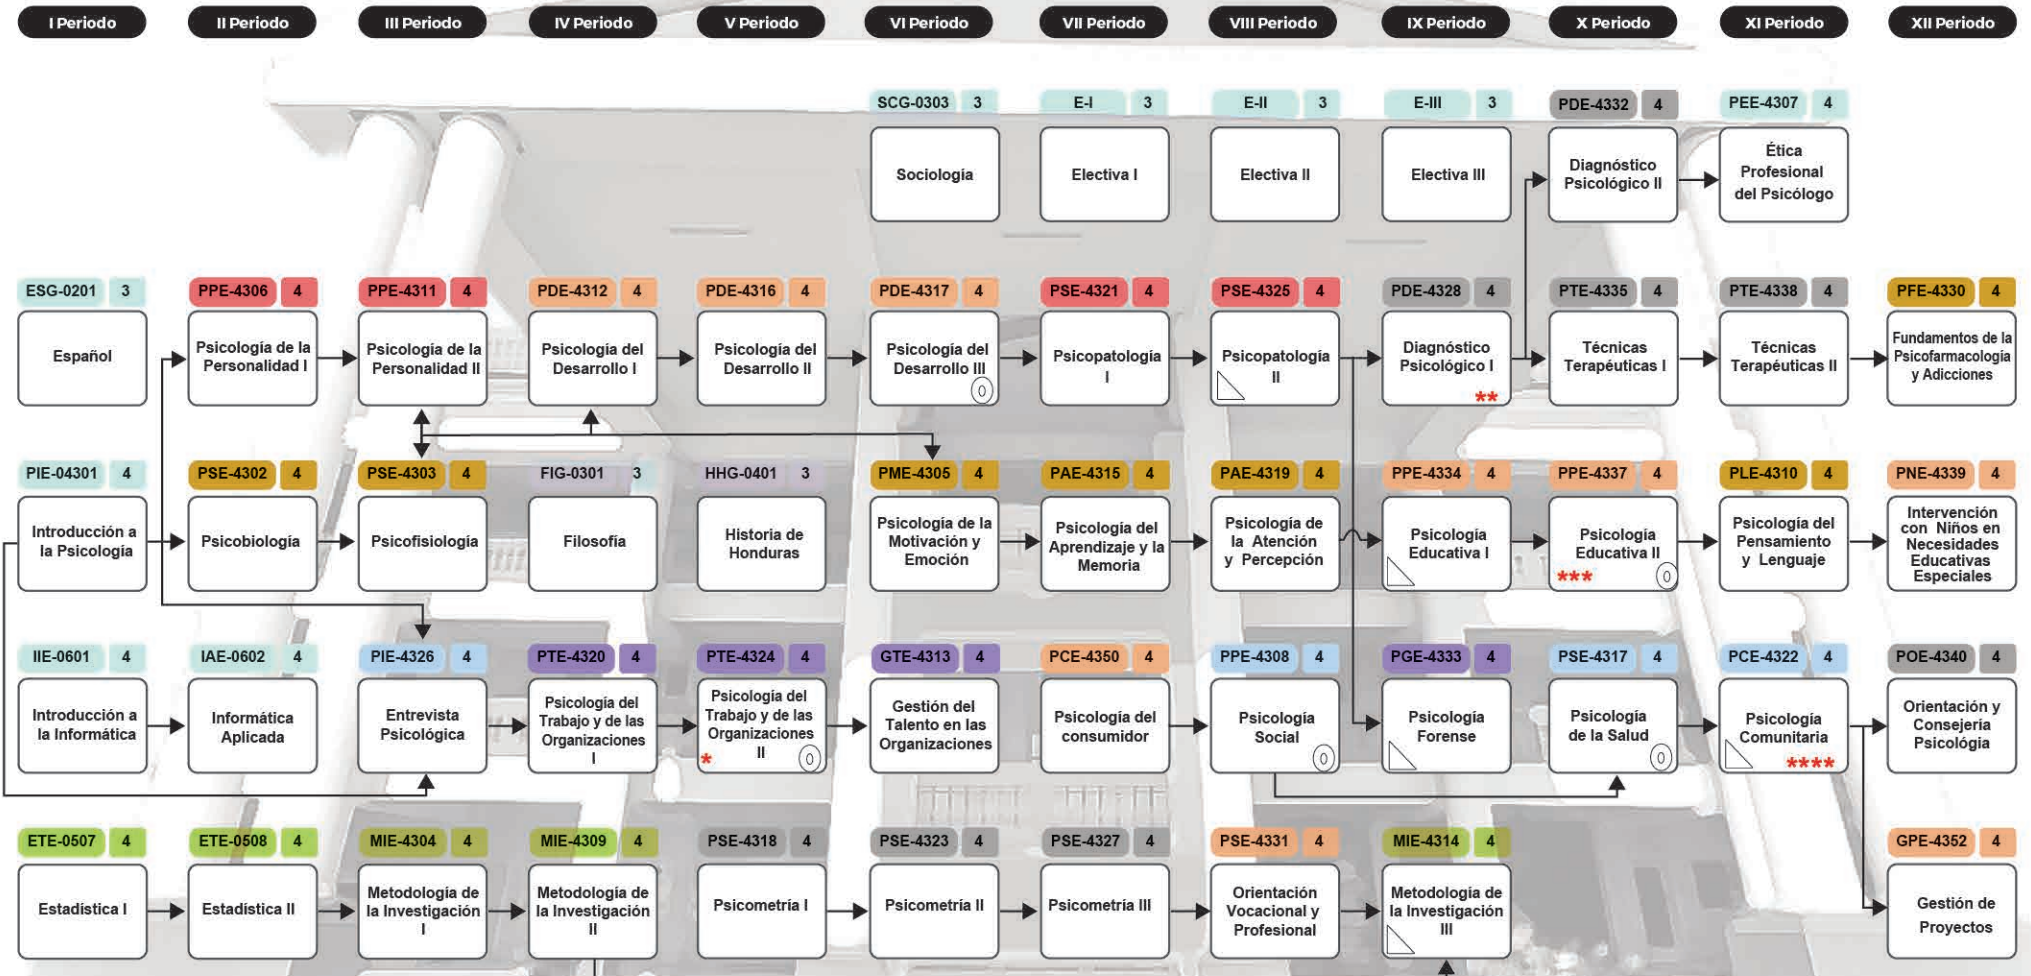 I Periodo
II Periodo
III Periodo
IV Periodo
V Periodo
VI Periodo
VII Periodo
VIII Periodo
IX Periodo
X Periodo
XI Periodo
XII Periodo
SCG-0303 3
Sociología
E-I 3
Electiva I
E-II 3
Electiva II
E-III 3
Electiva III
PDE-4332 4
Diagnóstico
Psicológico II
PEE-4307 4
Ética
Profesional
del Psicólogo
ESG-0201 3
Español
PPE-4306 4
Psicología de la
Personalidad I
PPE-4311 4
Psicología de la
Personalidad II
PDE-4312 4
Psicología del
Desarrollo I
PDE-4316 4
Psicología del
Desarrollo II
PDE-4317 4
Psicología del
Desarrollo III
0
PSE-4321 4
Psicopatología
I
PSE-4325 4
Psicopatología
II
PDE-4328 4
Diagnóstico
Psicológico I
**
PTE-4335 4
Técnicas
Terapéuticas I
PTE-4338 4
Técnicas
Terapéuticas II
PFE-4330 4
Fundamentos de la
Psicofarmacología
y Adicciones
PIE-04301 4
Introducción a
la Psicología
PSE-4302 4
Psicobiología
PSE-4303 4
Psicofisiología
FIG-0301 3
Filosofía
HHG-0401 3
Historia de
Honduras
PME-4305 4
Psicología de la
Motivación y
Emoción
PAE-4315 4
Psicología del
Aprendizaje y la
Memoria
PAE-4319 4
Psicología de
la Atención
y Percepción
PPE-4334 4
Psicología
Educativa I
PPE-4337 4
Psicología
Educativa II
***
0
PLE-4310 4
Psicología del
Pensamiento
y Lenguaje
PNE-4339 4
Intervención
con Niños en
Necesidades
Educativas
Especiales
IIE-0601 4
Introducción a
la Informática
IAE-0602 4
Informática
Aplicada
PIE-4326 4
Entrevista
Psicológica
PTE-4320 4
Psicología del
Trabajo y de las
Organizaciones
I
PTE-4324 4
Psicología del
Trabajo y de las
Organizaciones
II
*
0
GTE-4313 4
Gestión del
Talento en las
Organizaciones
PCE-4350 4
Psicología del
consumidor
PPE-4308 4
Psicología
Social
0
PGE-4333 4
Psicología
Forense
PSE-4317 4
Psicología
de la Salud
0
PCE-4322 4
Psicología
Comunitaria
****
POE-4340 4
Orientación y
Consejería
Psicológia
ETE-0507 4
Estadística I
ETE-0508 4
Estadística II
MIE-4304 4
Metodología de
la Investigación
I
MIE-4309 4
Metodología de
la Investigación
II
PSE-4318 4
Psicometría I
PSE-4323 4
Psicometría II
PSE-4327 4
Psicometría III
PSE-4331 4
Orientación
Vocacional y
Profesional
MIE-4314 4
Metodología de
la Investigación
III
GPE-4352 4
Gestión de
Proyectos